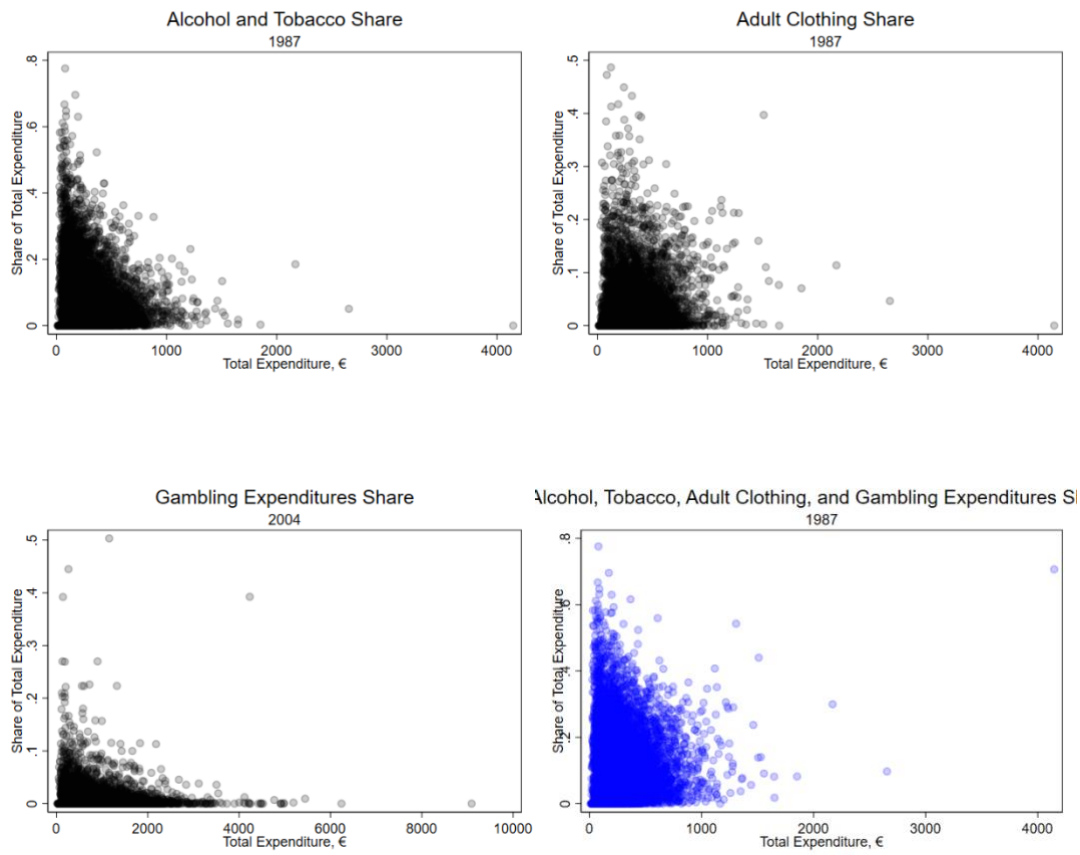 Alcohol and Tobacco Share
1987
Share of Total Expenditure
0 .2 .4 .6 .8
0 1000 2000 3000 4000
Total Expenditure, €
Adult Clothing Share
1987
Share of Total Expenditure
0 .1 .2 .3 .4 .5
0 1000 2000 3000 4000
Total Expenditure, €
Gambling Expenditures Share
2004
Share of Total Expenditure
0 .1 .2 .3 .4 .5
0 2000 4000 6000 8000 10000
Total Expenditure, €
Alcohol, Tobacco, Adult Clothing, and Gambling Expenditures S
1987
Share of Total Expenditure
0 .2 .4 .6 .8
0 1000 2000 3000 4000
Total Expenditure, €